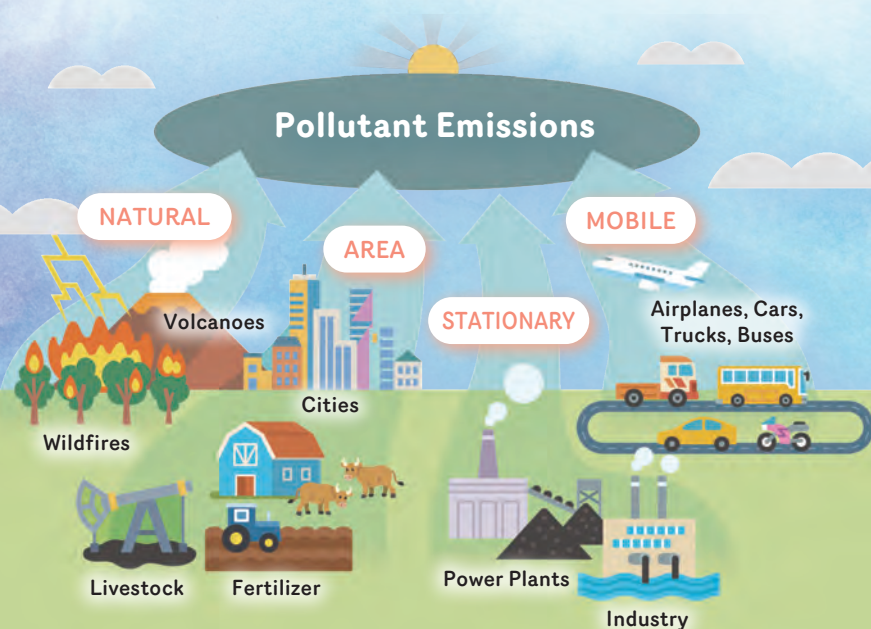 Pollutant Emissions
NATURAL
AREA
STATIONARY
MOBILE
Volcanoes
Wildfires
Cities
Airplanes, Cars,
Trucks, Buses
Livestock
Fertilizer
Power Plants
Industry